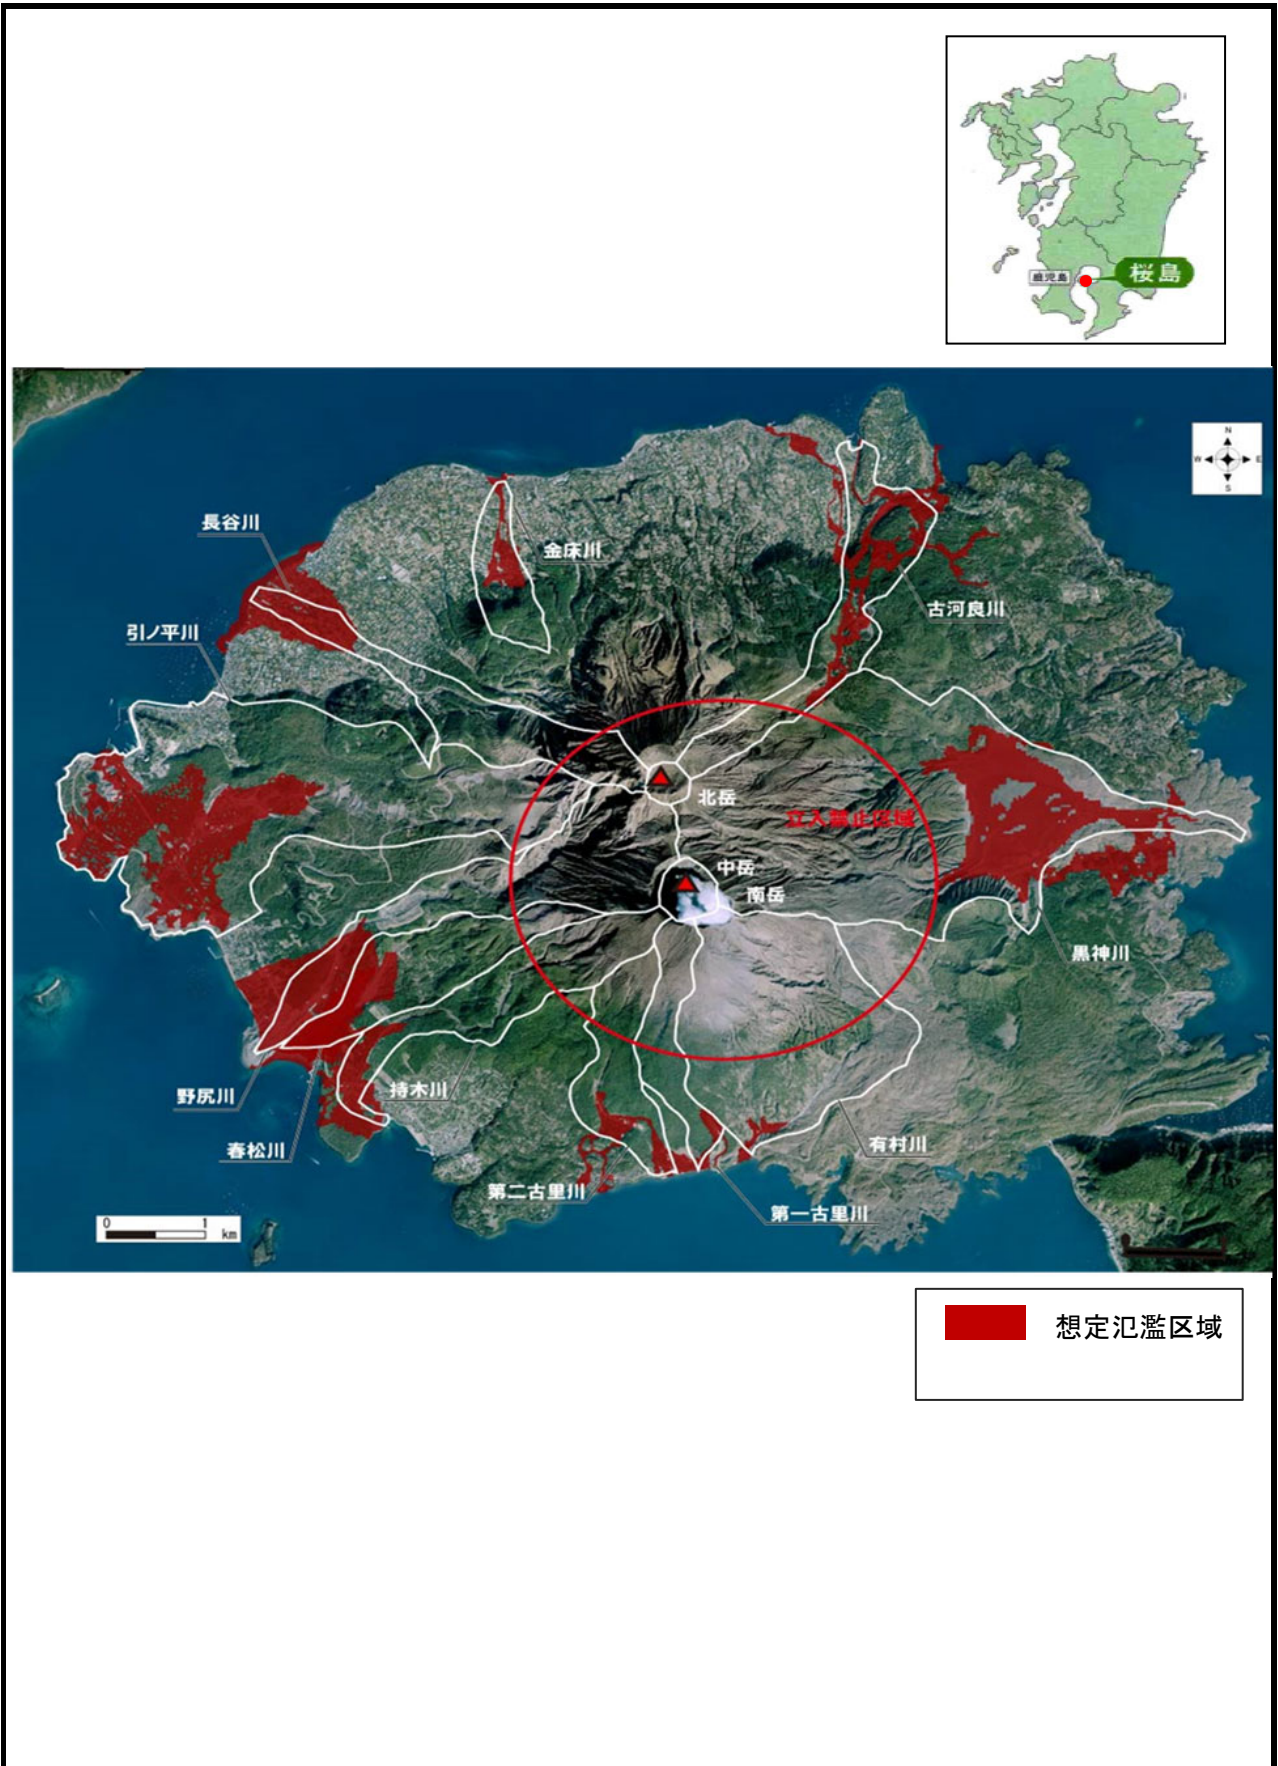 鹿児島
桜島
N
W
E
S
長谷川
金床川
古河良川
引ノ平川
北岳
立入禁止区域
中岳
南岳
黒神川
野尻川
持木川
春松川
有村川
第二古里川
第一古里川
0 1
km
想定氾濫区域